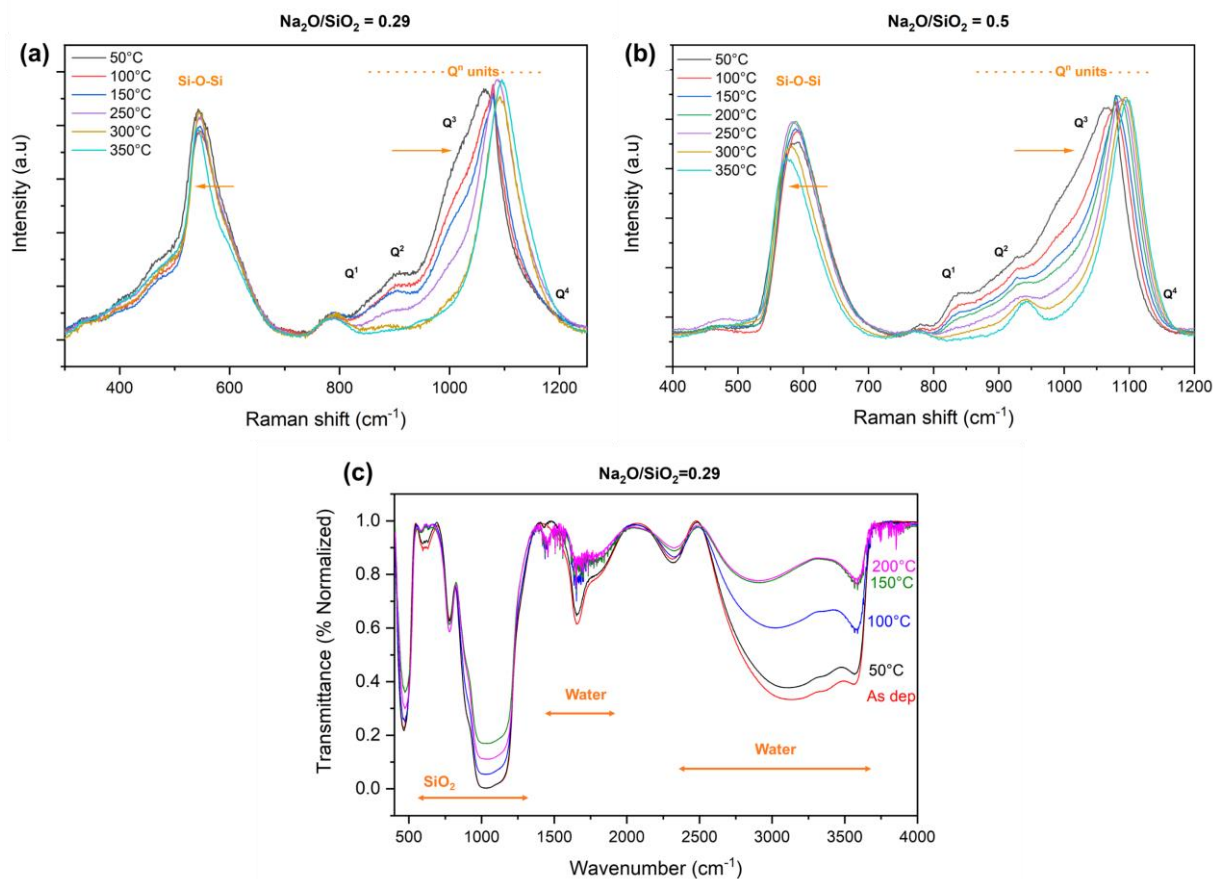 Na₂O/SiO₂ = 0.29
(a)
50°C
100°C
150°C
250°C
300°C
350°C
Si-O-Si
Qⁿ units
Q³
Q²
Q¹
Q⁴
Intensity (a.u)
400 600 800 1000 1200
Raman shift (cm⁻¹)
Na₂O/SiO₂ = 0.5
(b)
50°C
100°C
150°C
200°C
250°C
300°C
350°C
Si-O-Si
Qⁿ units
Q³
Q²
Q¹
Q⁴
Intensity (a.u)
400 500 600 700 800 900 1000 1100 1200
Raman shift (cm⁻¹)
Na₂O/SiO₂=0.29
(c)
1.0
0.8
0.6
0.4
0.2
0.0
Transmittance (% Normalized)
200°C
150°C
100°C
50°C
As dep
Water
Water
SiO₂
500 1000 1500 2000 2500 3000 3500 4000
Wavenumber (cm⁻¹)